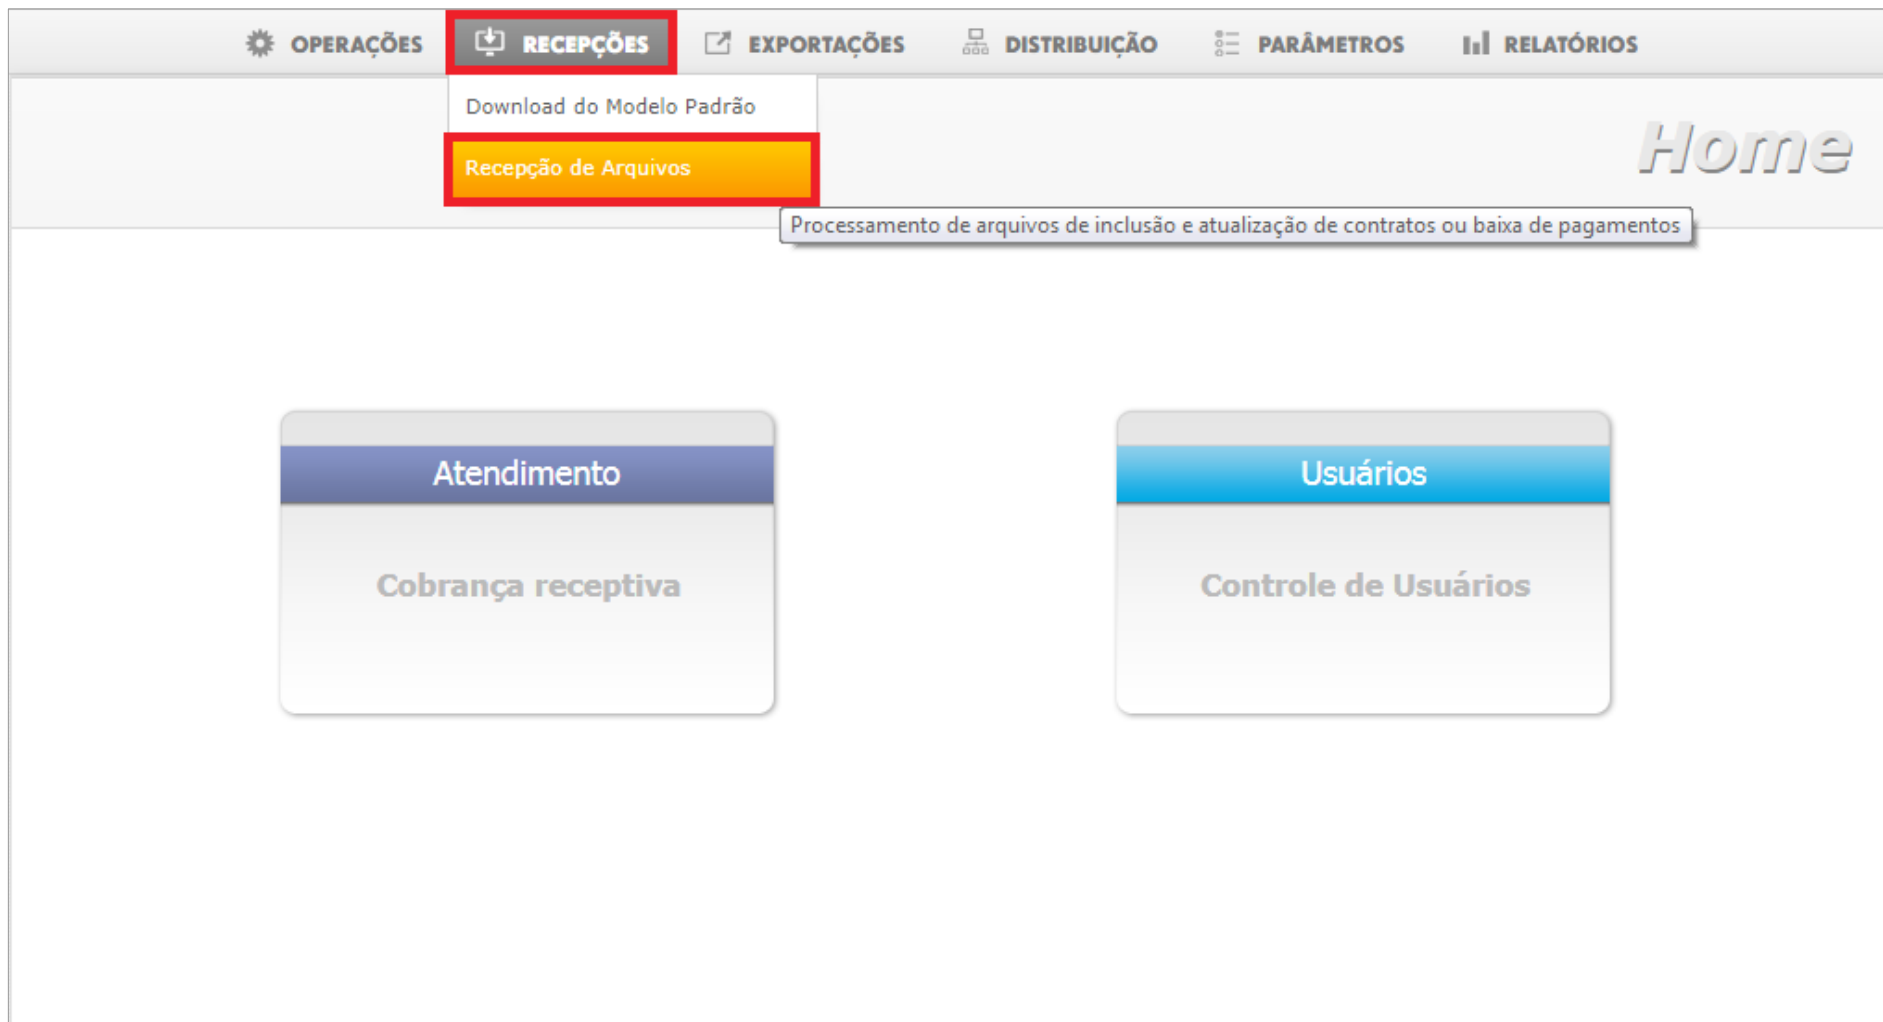 OPERAÇÕES RECEPÇÕES EXPORTAÇÕES DISTRIBUIÇÃO PARÂMETROS RELATÓRIOS
Download do Modelo Padrão
Home
Recepção de Arquivos
Processamento de arquivos de inclusão e atualização de contratos ou baixa de pagamentos
Atendimento
Cobrança receptiva
Usuários
Controle de Usuários